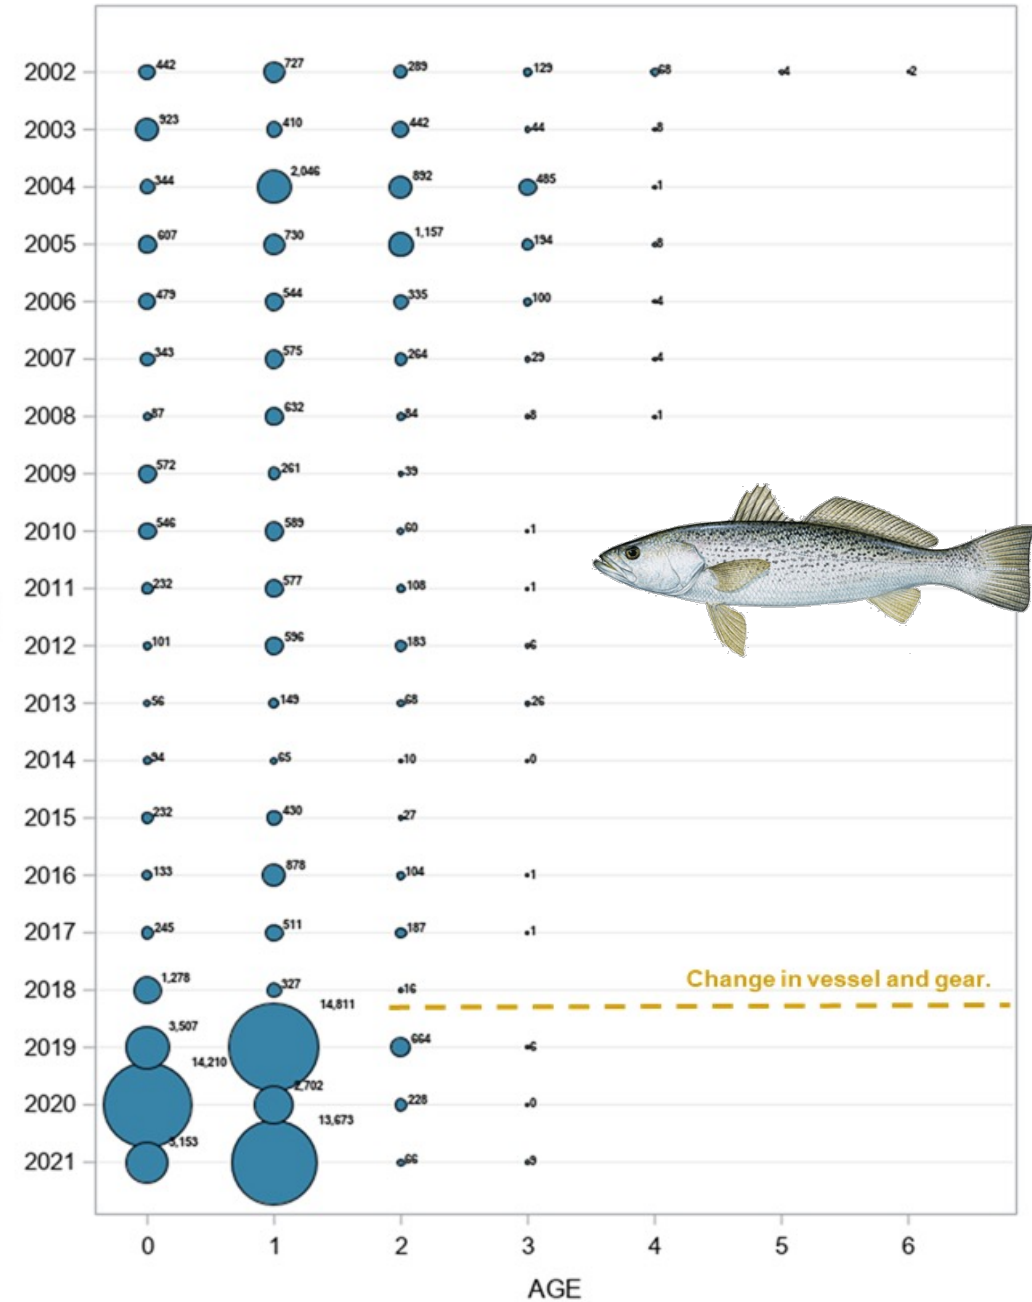 2002 442 727 289 129 68 4 2
2003 923 410 442 44 8
2004 344 2,046 892 485 1
2005 607 730 1,157 194 8
2006 479 544 335 100 4
2007 343 575 264 29 4
2008 87 632 84 8 1
2009 572 261 39
2010 546 589 60 1
2011 232 577 108 1
2012 101 596 183 6
2013 56 149 68 26
2014 94 65 10 0
2015 232 430 27
2016 133 878 104 1
2017 245 511 187 1
Change in vessel and gear.
2018 1,278 327 16
2019 3,507 14,811 664 6
2020 14,210 2,702 228 0
2021 3,153 13,673 66 9
0 1 2 3 4 5 6
AGE